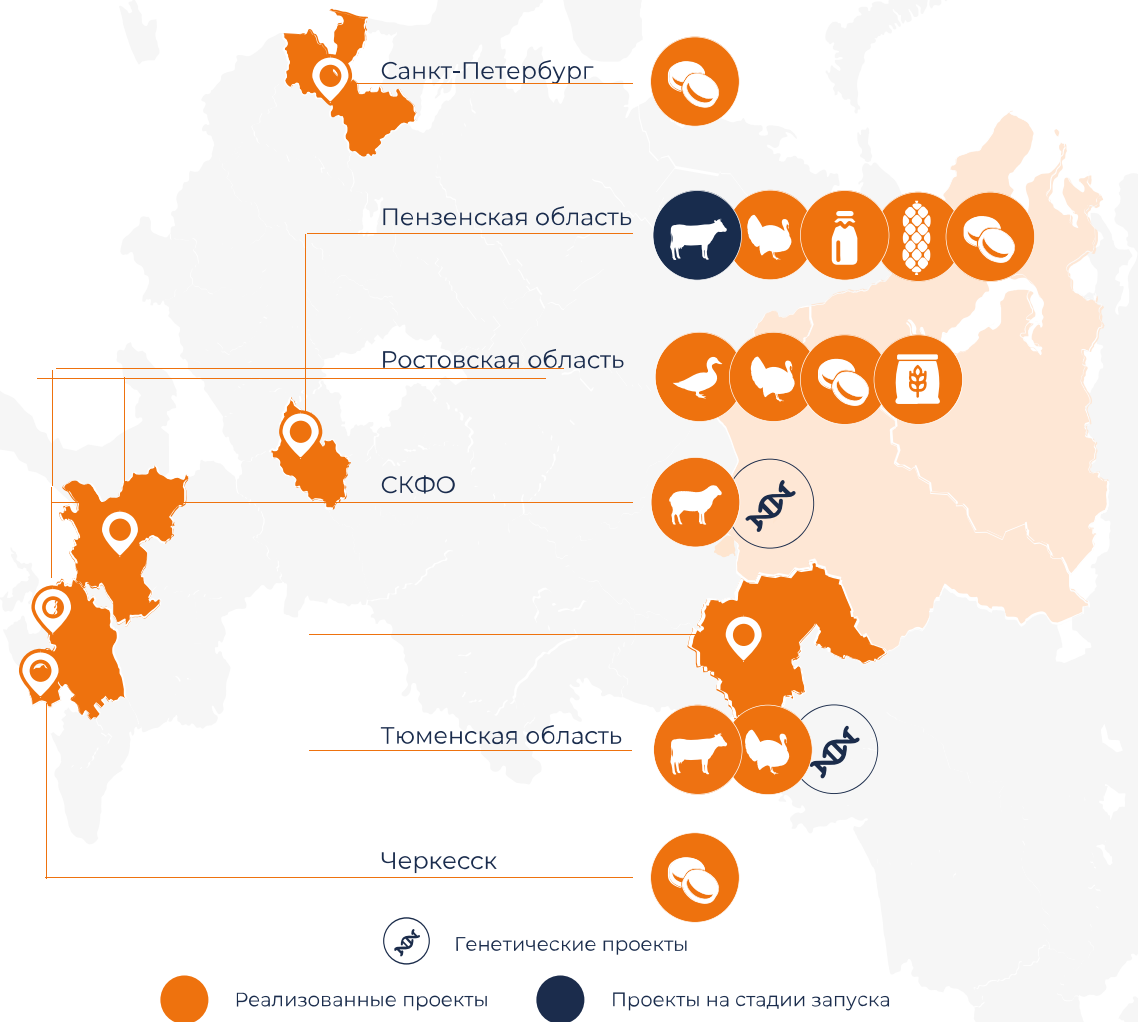 Санкт-Петербург
Пензенская область
Ростовская область
СКФО
Тюменская область
Черкесск
Генетические проекты
Реализованные проекты
Проекты на стадии запуска